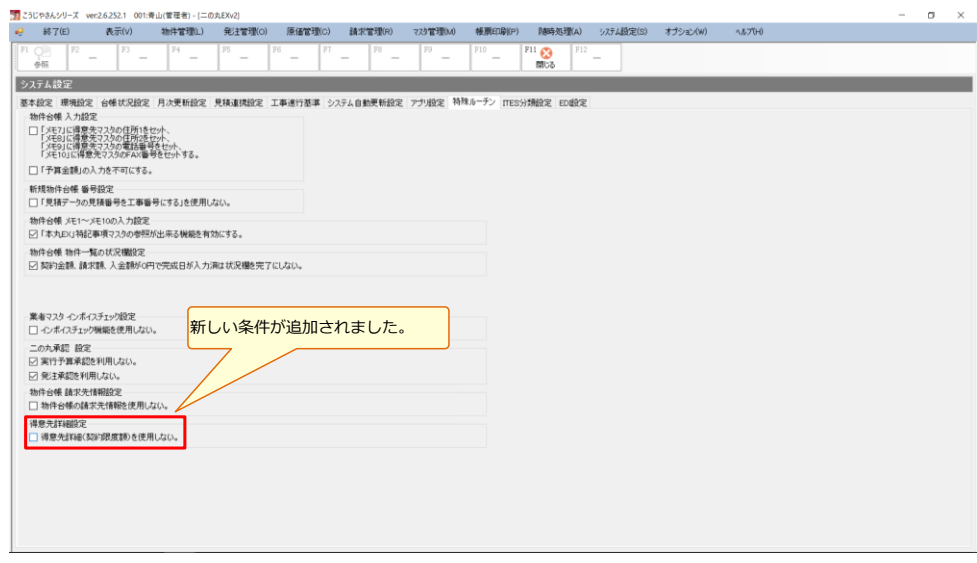 こうじやさんシリーズ ver.2.6.252.1 001:青山(管理者) - [二の丸EXv2]
終了(E) 表示(V) 物件管理(L) 発注管理(O) 原価管理(C) 請求管理(R) マスタ管理(M) 帳票印刷(P) 随時処理(A) システム設定(S) オプション(W) ヘルプ(H)
F1 F2 F3 F4 F5 F6 F7 F8 F9 F10 F11 F12
参照 閉じる
システム設定
基本設定 環境設定 台帳状況設定 月次更新設定 見積連携設定 工事進行基準 システム自動更新設定 アプリ設定 特殊ルーチン ITES分類設定 EDI設定
物件台帳 入力設定
「メモ7」に得意先マスタの住所1をセット、
「メモ8」に得意先マスタの住所2をセット、
「メモ9」に得意先マスタの電話番号をセット、
「メモ10」に得意先マスタのFAX番号をセットする。
「予算金額」の入力を不可にする。
新規物件台帳 番号設定
「見積データの見積番号を工事番号にする」を使用しない。
物件台帳 メモ1～メモ10の入力設定
「本丸EX」特記事項マスタの参照が出来る機能を有効にする。
物件台帳 物件一覧の状況欄設定
契約金額、請求額、入金額が0円で完成日が入力済は状況欄を完了にしない。
業者マスタ インボイスチェック設定
インボイスチェック機能を使用しない。
新しい条件が追加されました。
二の丸承認 設定
実行予算承認を利用しない。
発注承認を利用しない。
物件台帳 請求先情報設定
物件台帳の請求先情報を使用しない。
得意先詳細設定
得意先詳細(契約限度額)を使用しない。